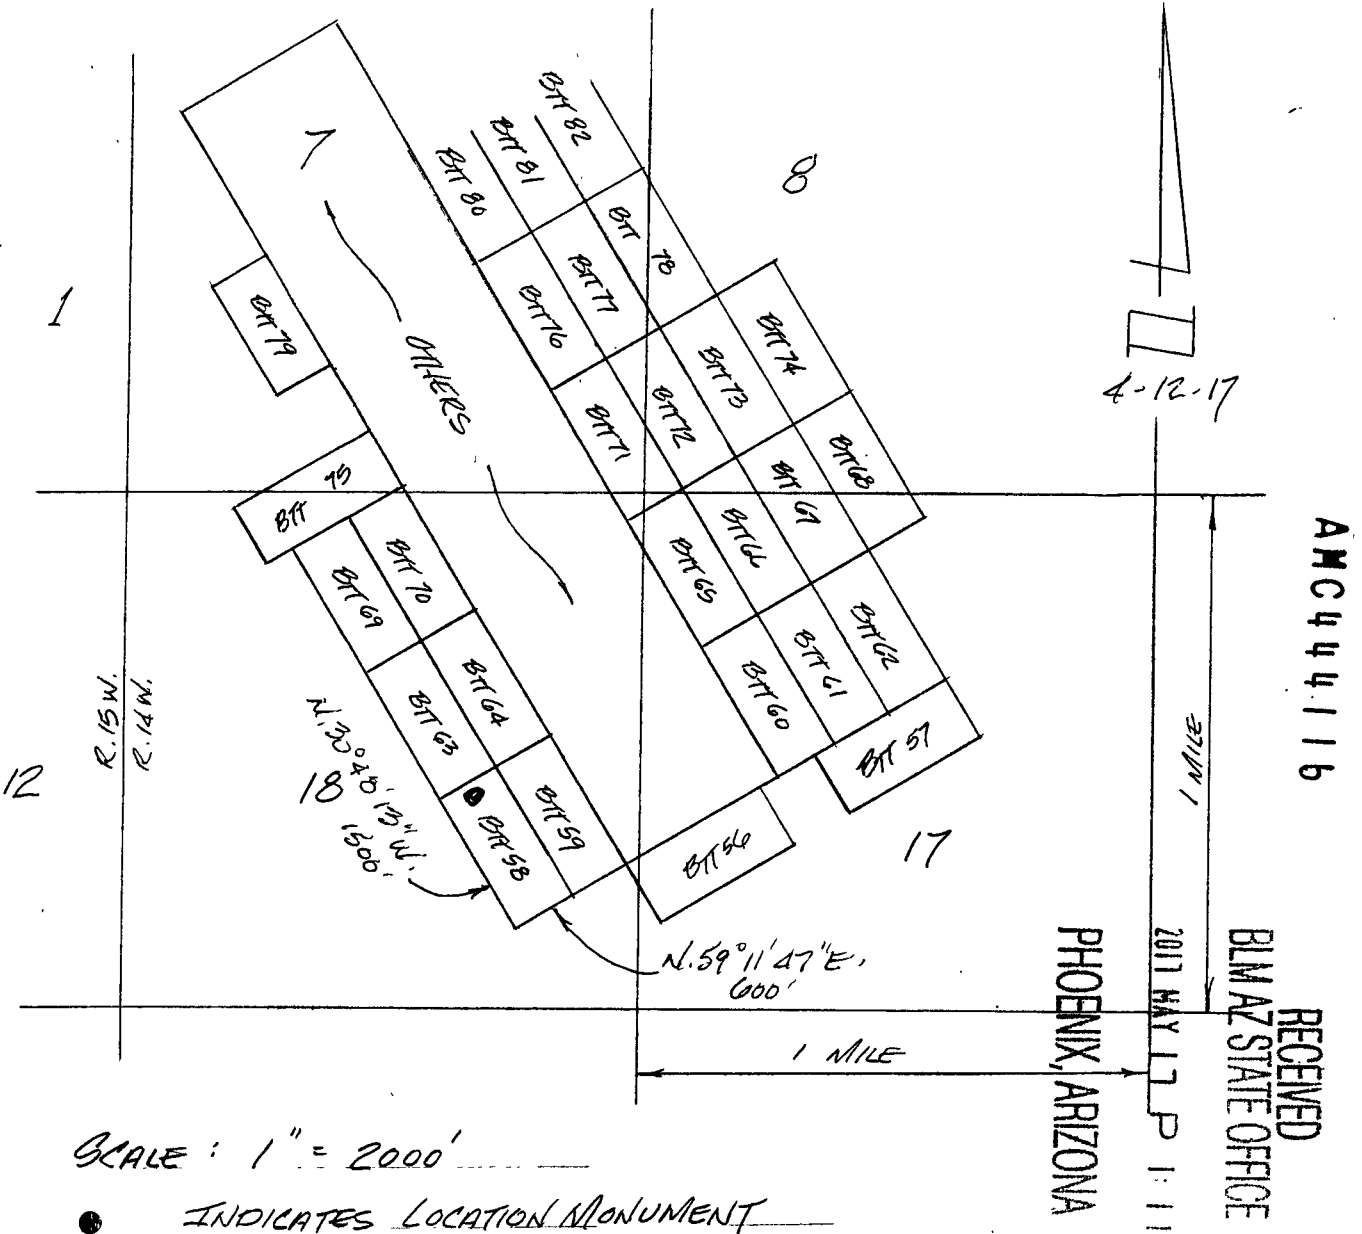 BTT 82
BTT 81
BTT 80
7
8
BTT 78
BTT 77
BTT 76
BTT 79
1
OTHERS
BTT 74
BTT 73
BTT 72
BTT 71
4-12-17
BTT 75
BTT 68
BTT 67
BTT 66
BTT 65
BTT 70
BTT 69
BTT 62
BTT 61
BTT 60
BTT 64
BTT 63
BTT 57
R. 15 W.
R. 14 W.
12
N. 30° 48' 13" W.
1500'
18
BTT 59
BTT 58
BTT 56
17
N. 59° 11' 47" E.
600'
1 MILE
1 MILE
AMC444116
RECEIVED
BLM AZ STATE OFFICE
2017 MAY 17 P 1:11
PHOENIX, ARIZONA
SCALE : 1" = 2000'
INDICATES LOCATION MONUMENT